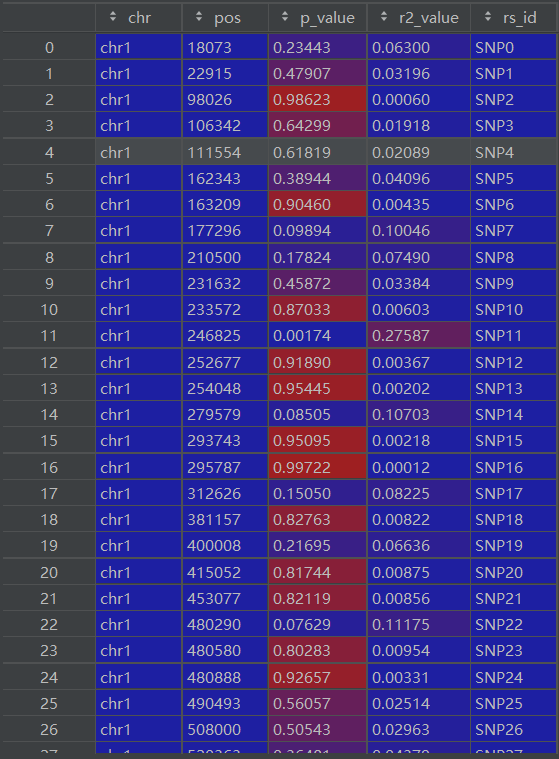 chr pos p_value r2_value rs_id
0 chr1 18073 0.23443 0.06300 SNP0
1 chr1 22915 0.47907 0.03196 SNP1
2 chr1 98026 0.98623 0.00060 SNP2
3 chr1 106342 0.64299 0.01918 SNP3
4 chr1 111554 0.61819 0.02089 SNP4
5 chr1 162343 0.38944 0.04096 SNP5
6 chr1 163209 0.90460 0.00435 SNP6
7 chr1 177296 0.09894 0.10046 SNP7
8 chr1 210500 0.17824 0.07490 SNP8
9 chr1 231632 0.45872 0.03384 SNP9
10 chr1 233572 0.87033 0.00603 SNP10
11 chr1 246825 0.00174 0.27587 SNP11
12 chr1 252677 0.91890 0.00367 SNP12
13 chr1 254048 0.95445 0.00202 SNP13
14 chr1 279579 0.08505 0.10703 SNP14
15 chr1 293743 0.95095 0.00218 SNP15
16 chr1 295787 0.99722 0.00012 SNP16
17 chr1 312626 0.15050 0.08225 SNP17
18 chr1 381157 0.82763 0.00822 SNP18
19 chr1 400008 0.21695 0.06636 SNP19
20 chr1 415052 0.81744 0.00875 SNP20
21 chr1 453077 0.82119 0.00856 SNP21
22 chr1 480290 0.07629 0.11175 SNP22
23 chr1 480580 0.80283 0.00954 SNP23
24 chr1 480888 0.92657 0.00331 SNP24
25 chr1 490493 0.56057 0.02514 SNP25
26 chr1 508000 0.50543 0.02963 SNP26
27 chr1 SNP27